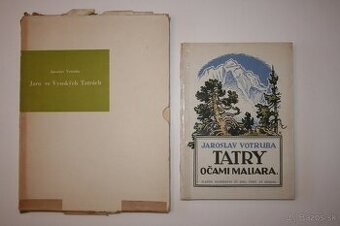 Jaroslav Votruba
Jaro ve Vysokých Tatrách
JAROSLAV VOTRUBA
TATRY
OČAMI MALIARA.